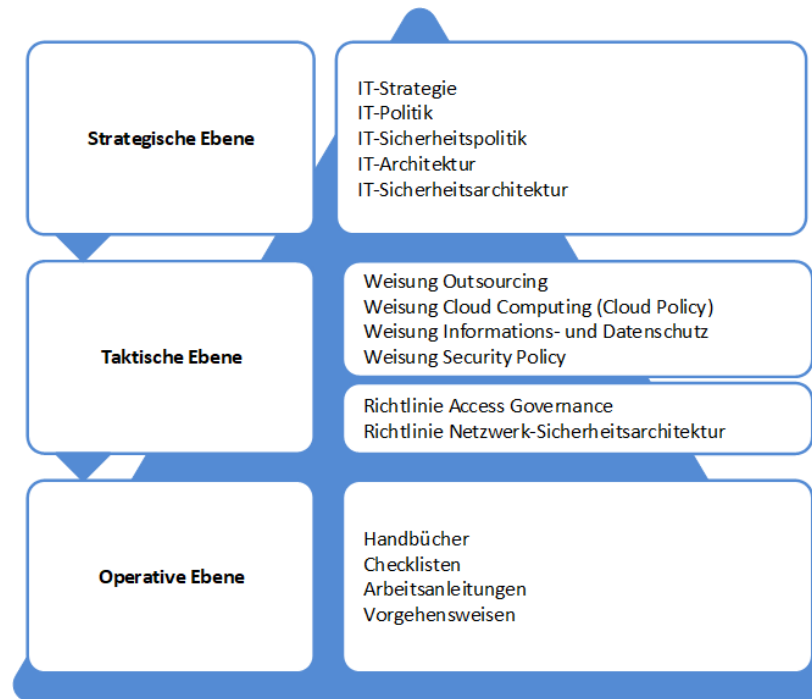 Strategische Ebene
IT-Strategie
IT-Politik
IT-Sicherheitspolitik
IT-Architektur
IT-Sicherheitsarchitektur
Taktische Ebene
Weisung Outsourcing
Weisung Cloud Computing (Cloud Policy)
Weisung Informations- und Datenschutz
Weisung Security Policy
Richtlinie Access Governance
Richtlinie Netzwerk-Sicherheitsarchitektur
Operative Ebene
Handbücher
Checklisten
Arbeitsanleitungen
Vorgehensweisen